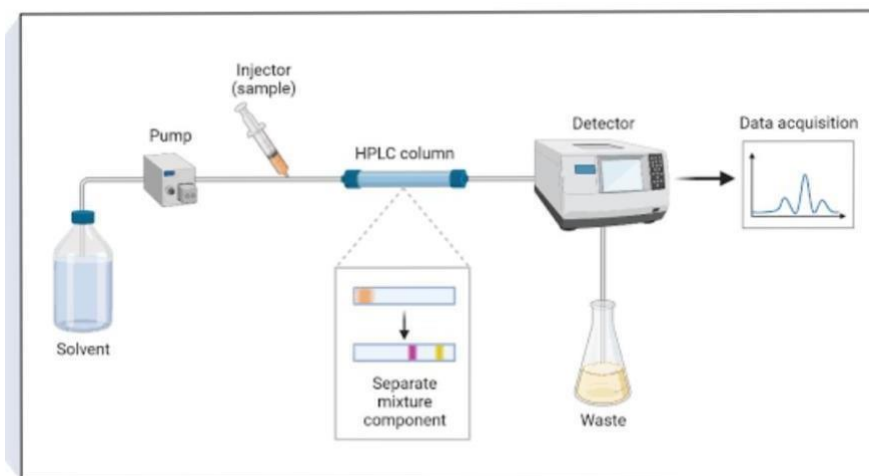 Injector
(sample)
Pump
HPLC column
Detector
Data acquisition
Solvent
Separate
mixture
component
Waste